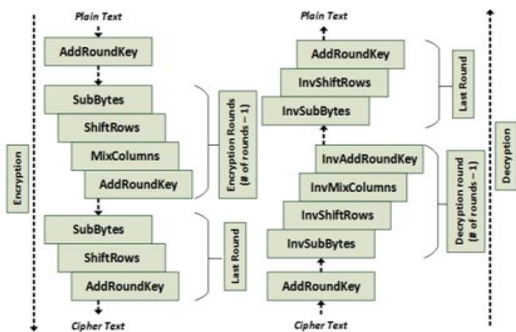 Plain Text
AddRoundKey
SubBytes
ShiftRows
MixColumns
AddRoundKey
Encryption Rounds
(# of rounds – 1)
SubBytes
ShiftRows
AddRoundKey
Last Round
Cipher Text
Encryption
Plain Text
AddRoundKey
InvShiftRows
InvSubBytes
Last Round
InvAddRoundKey
InvMixColumns
InvShiftRows
InvSubBytes
Decryption round
(# of rounds – 1)
AddRoundKey
Cipher Text
Decryption